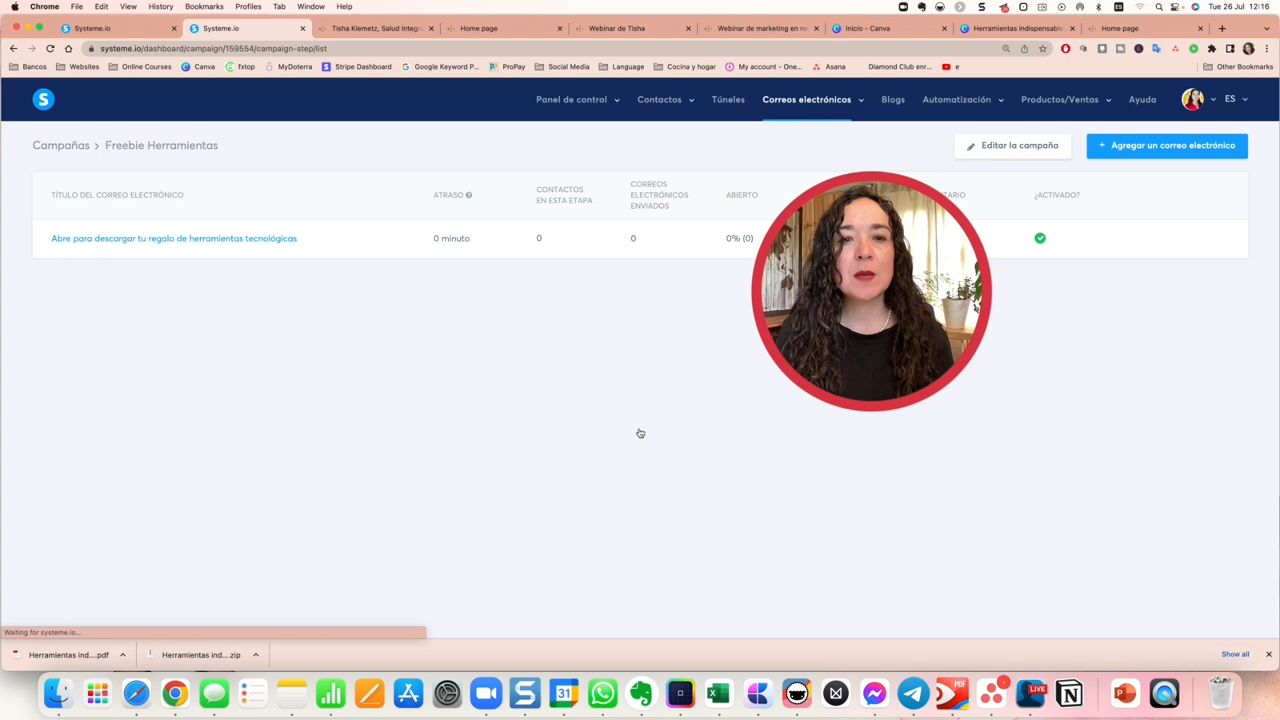 Chrome File Edit View History Bookmarks Profiles Tab Window Help Tue 26 Jul 12:16
Systeme.io Systeme.io Tisha Klemetz, Salud Integr Home page Webinar de Tisha Webinar de marketing en re Inicio - Canva Herramientas indispensable Home page
systeme.io/dashboard/campaign/159554/campaign-step/list
Bancos Websites Online Courses Canva fxtop MyDoterra Stripe Dashboard Google Keyword P... ProPay Social Media Language Cocina y hogar My account - One... Asana Diamond Club enr... e Other Bookmarks
S Panel de control Contactos Túneles Correos electrónicos Blogs Automatización Productos/Ventas Ayuda ES
Campañas > Freebie Herramientas Editar la campaña + Agregar un correo electrónico
TÍTULO DEL CORREO ELECTRÓNICO ATRASO CONTACTOS EN ESTA ETAPA CORREOS ELECTRÓNICOS ENVIADOS ABIERTO TARIO ¿ACTIVADO?
Abre para descargar tu regalo de herramientas tecnológicas 0 minuto 0 0 0% (0)
Waiting for systeme.io...
Herramientas ind....pdf Herramientas ind....zip Show all
LIVE